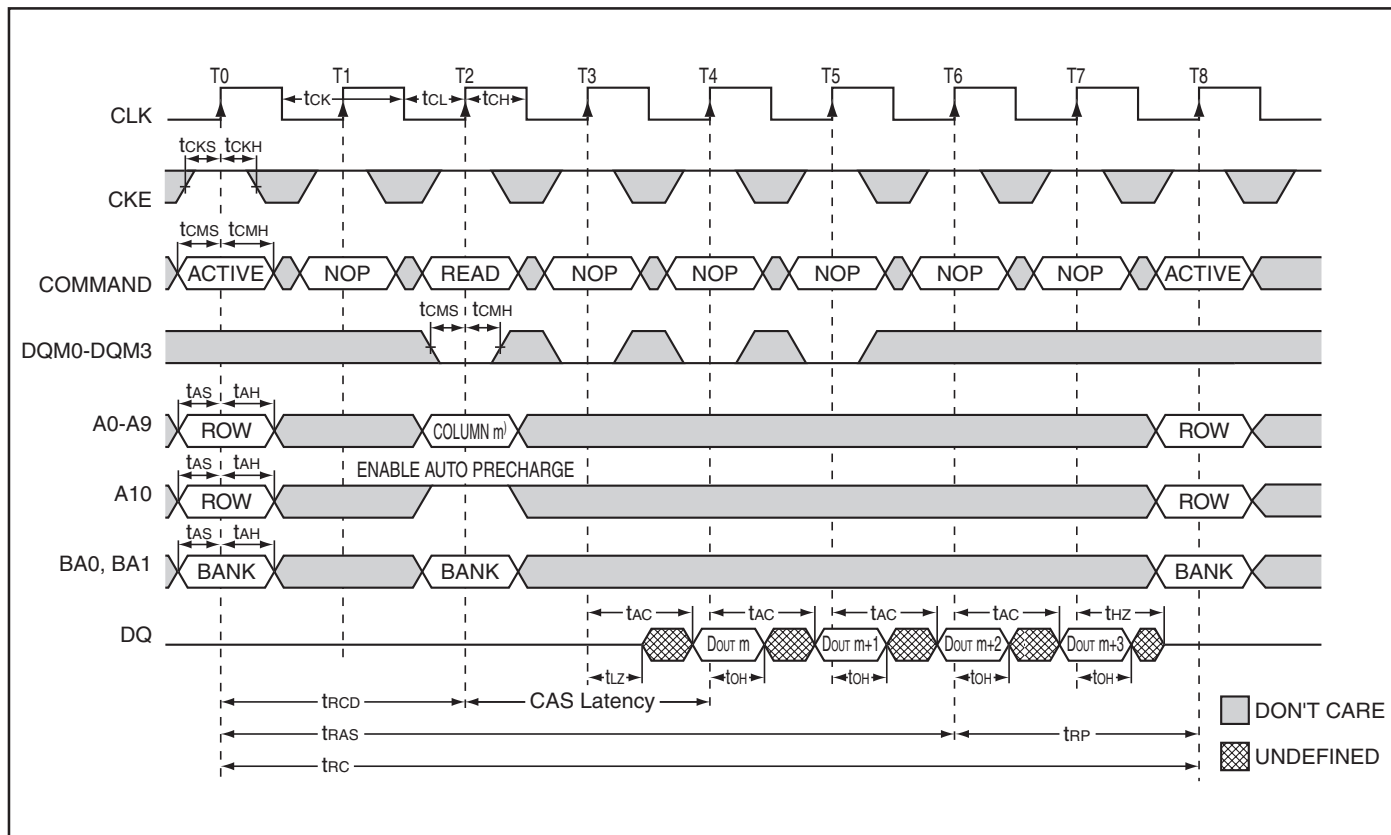 T0 T1 T2 T3 T4 T5 T6 T7 T8
tCK tCL tCH
CLK
tCKS tCKH
CKE
tCMS tCMH
COMMAND ACTIVE NOP READ NOP NOP NOP NOP NOP ACTIVE
tCMS tCMH
DQM0-DQM3
tAS tAH
A0-A9 ROW COLUMN m) ROW
tAS tAH ENABLE AUTO PRECHARGE
A10 ROW ROW
tAS tAH
BA0, BA1 BANK BANK BANK
tAC tAC tAC tAC tHZ
DQ DOUT m DOUT m+1 DOUT m+2 DOUT m+3
tLZ tOH tOH tOH tOH
tRCD CAS Latency
DON'T CARE
tRAS tRP
UNDEFINED
tRC